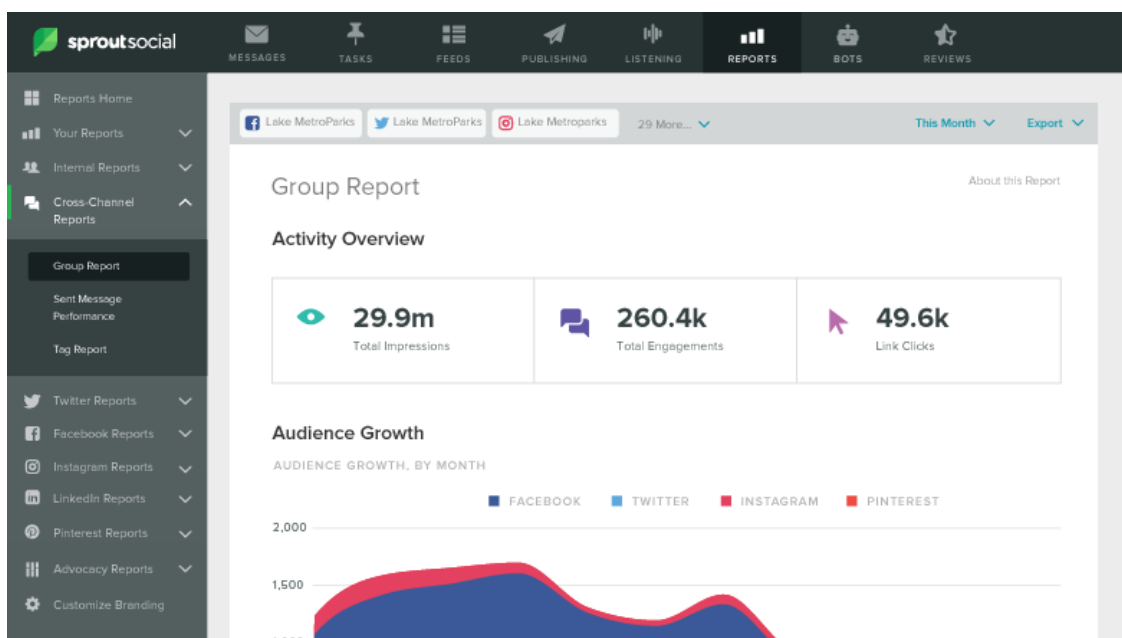 sproutsocial
MESSAGES
TASKS
FEEDS
PUBLISHING
LISTENING
REPORTS
BOTS
REVIEWS
Reports Home
Your Reports
Internal Reports
Cross-Channel
Reports
Group Report
Sent Message
Performance
Tag Report
Twitter Reports
Facebook Reports
Instagram Reports
LinkedIn Reports
Pinterest Reports
Advocacy Reports
Customize Branding
Lake MetroParks
Lake MetroParks
Lake Metroparks
29 More...
This Month
Export
Group Report
About this Report
Activity Overview
29.9m
Total Impressions
260.4k
Total Engagements
49.6k
Link Clicks
Audience Growth
AUDIENCE GROWTH, BY MONTH
FACEBOOK
TWITTER
INSTAGRAM
PINTEREST
2,000
1,500